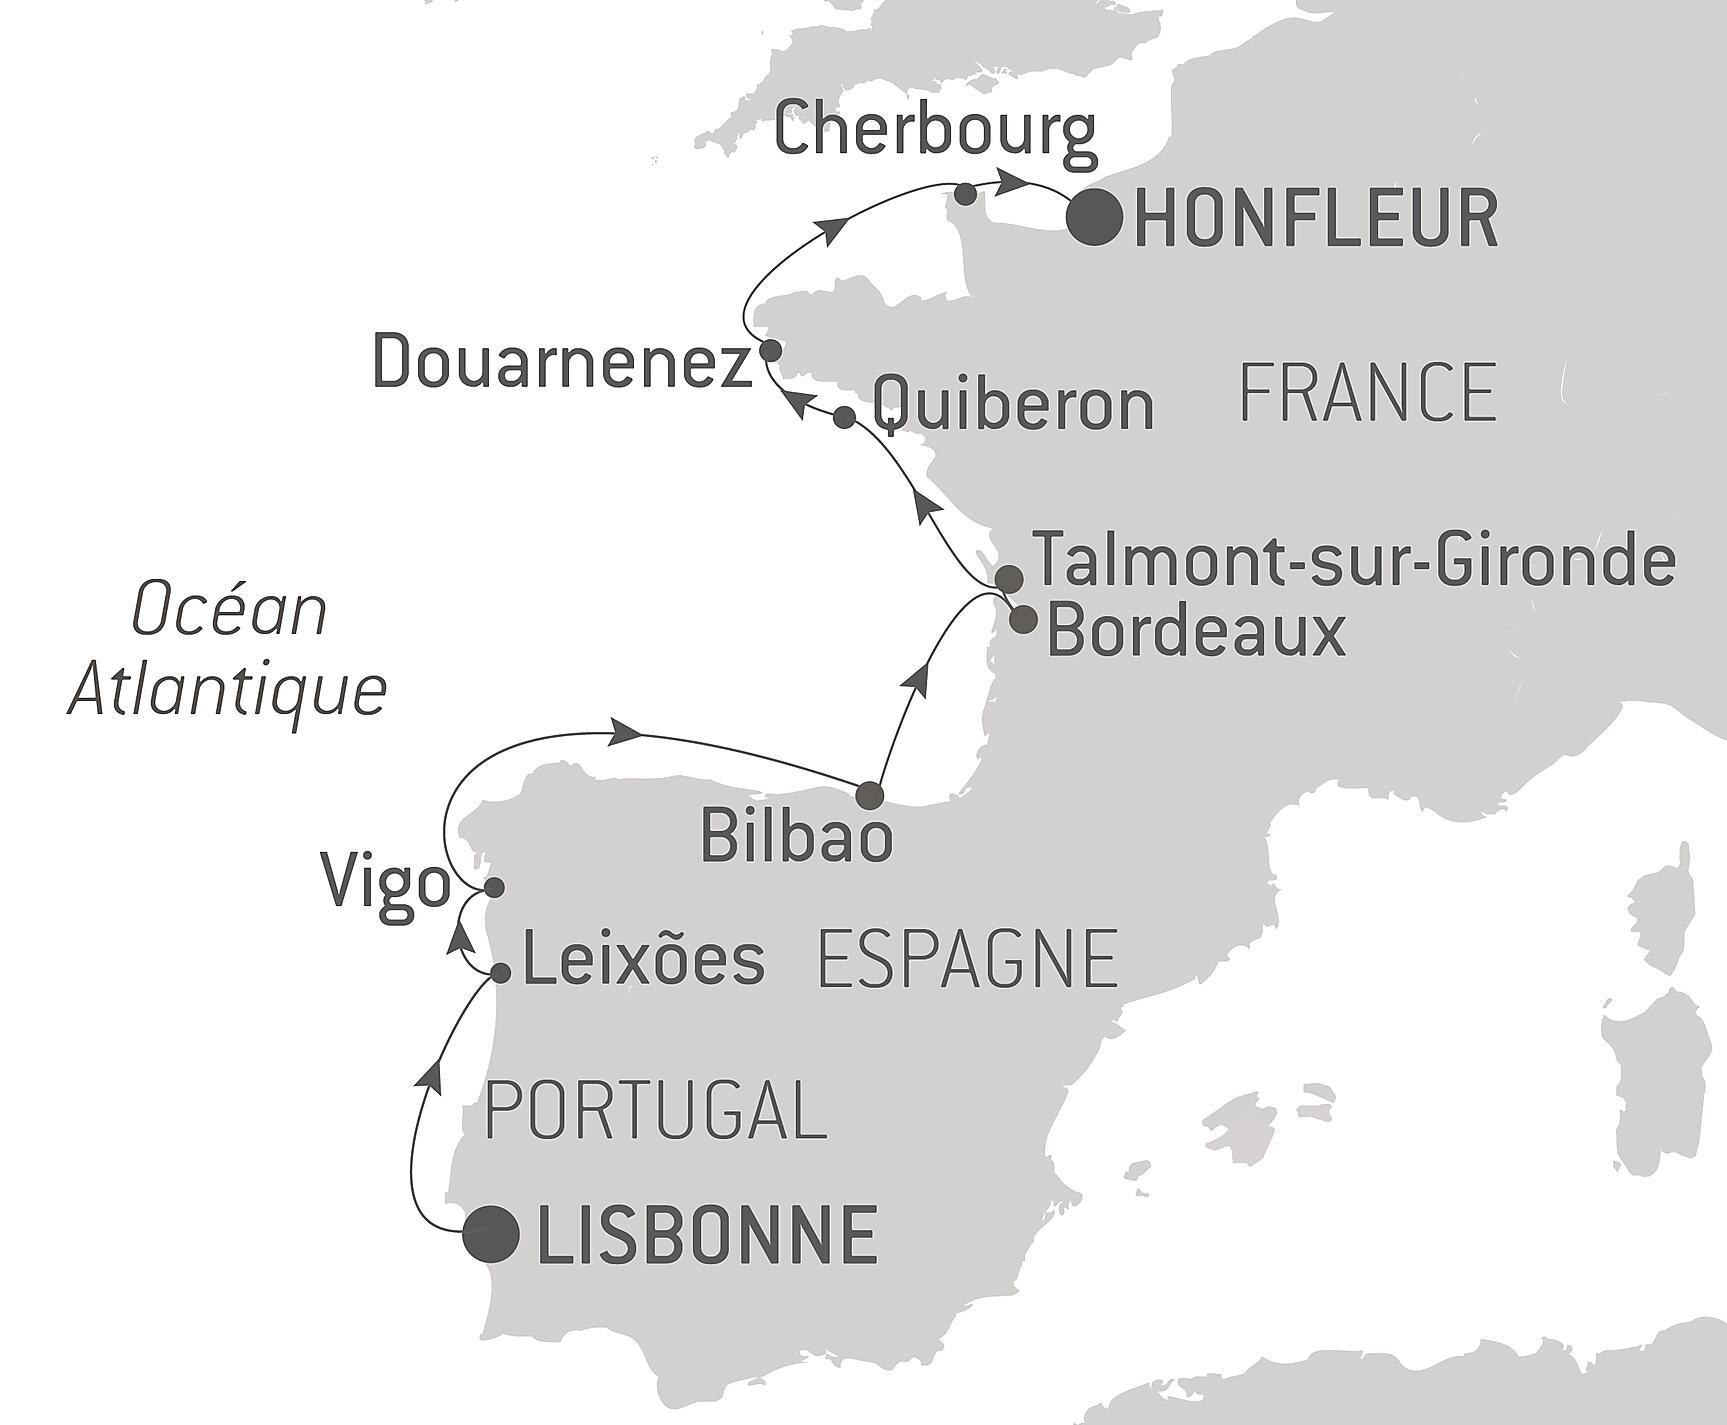 Cherbourg
HONFLEUR
Douarnenez
Quiberon
FRANCE
Talmont-sur-Gironde
Bordeaux
Océan
Atlantique
Bilbao
Vigo
Leixões
ESPAGNE
PORTUGAL
LISBONNE